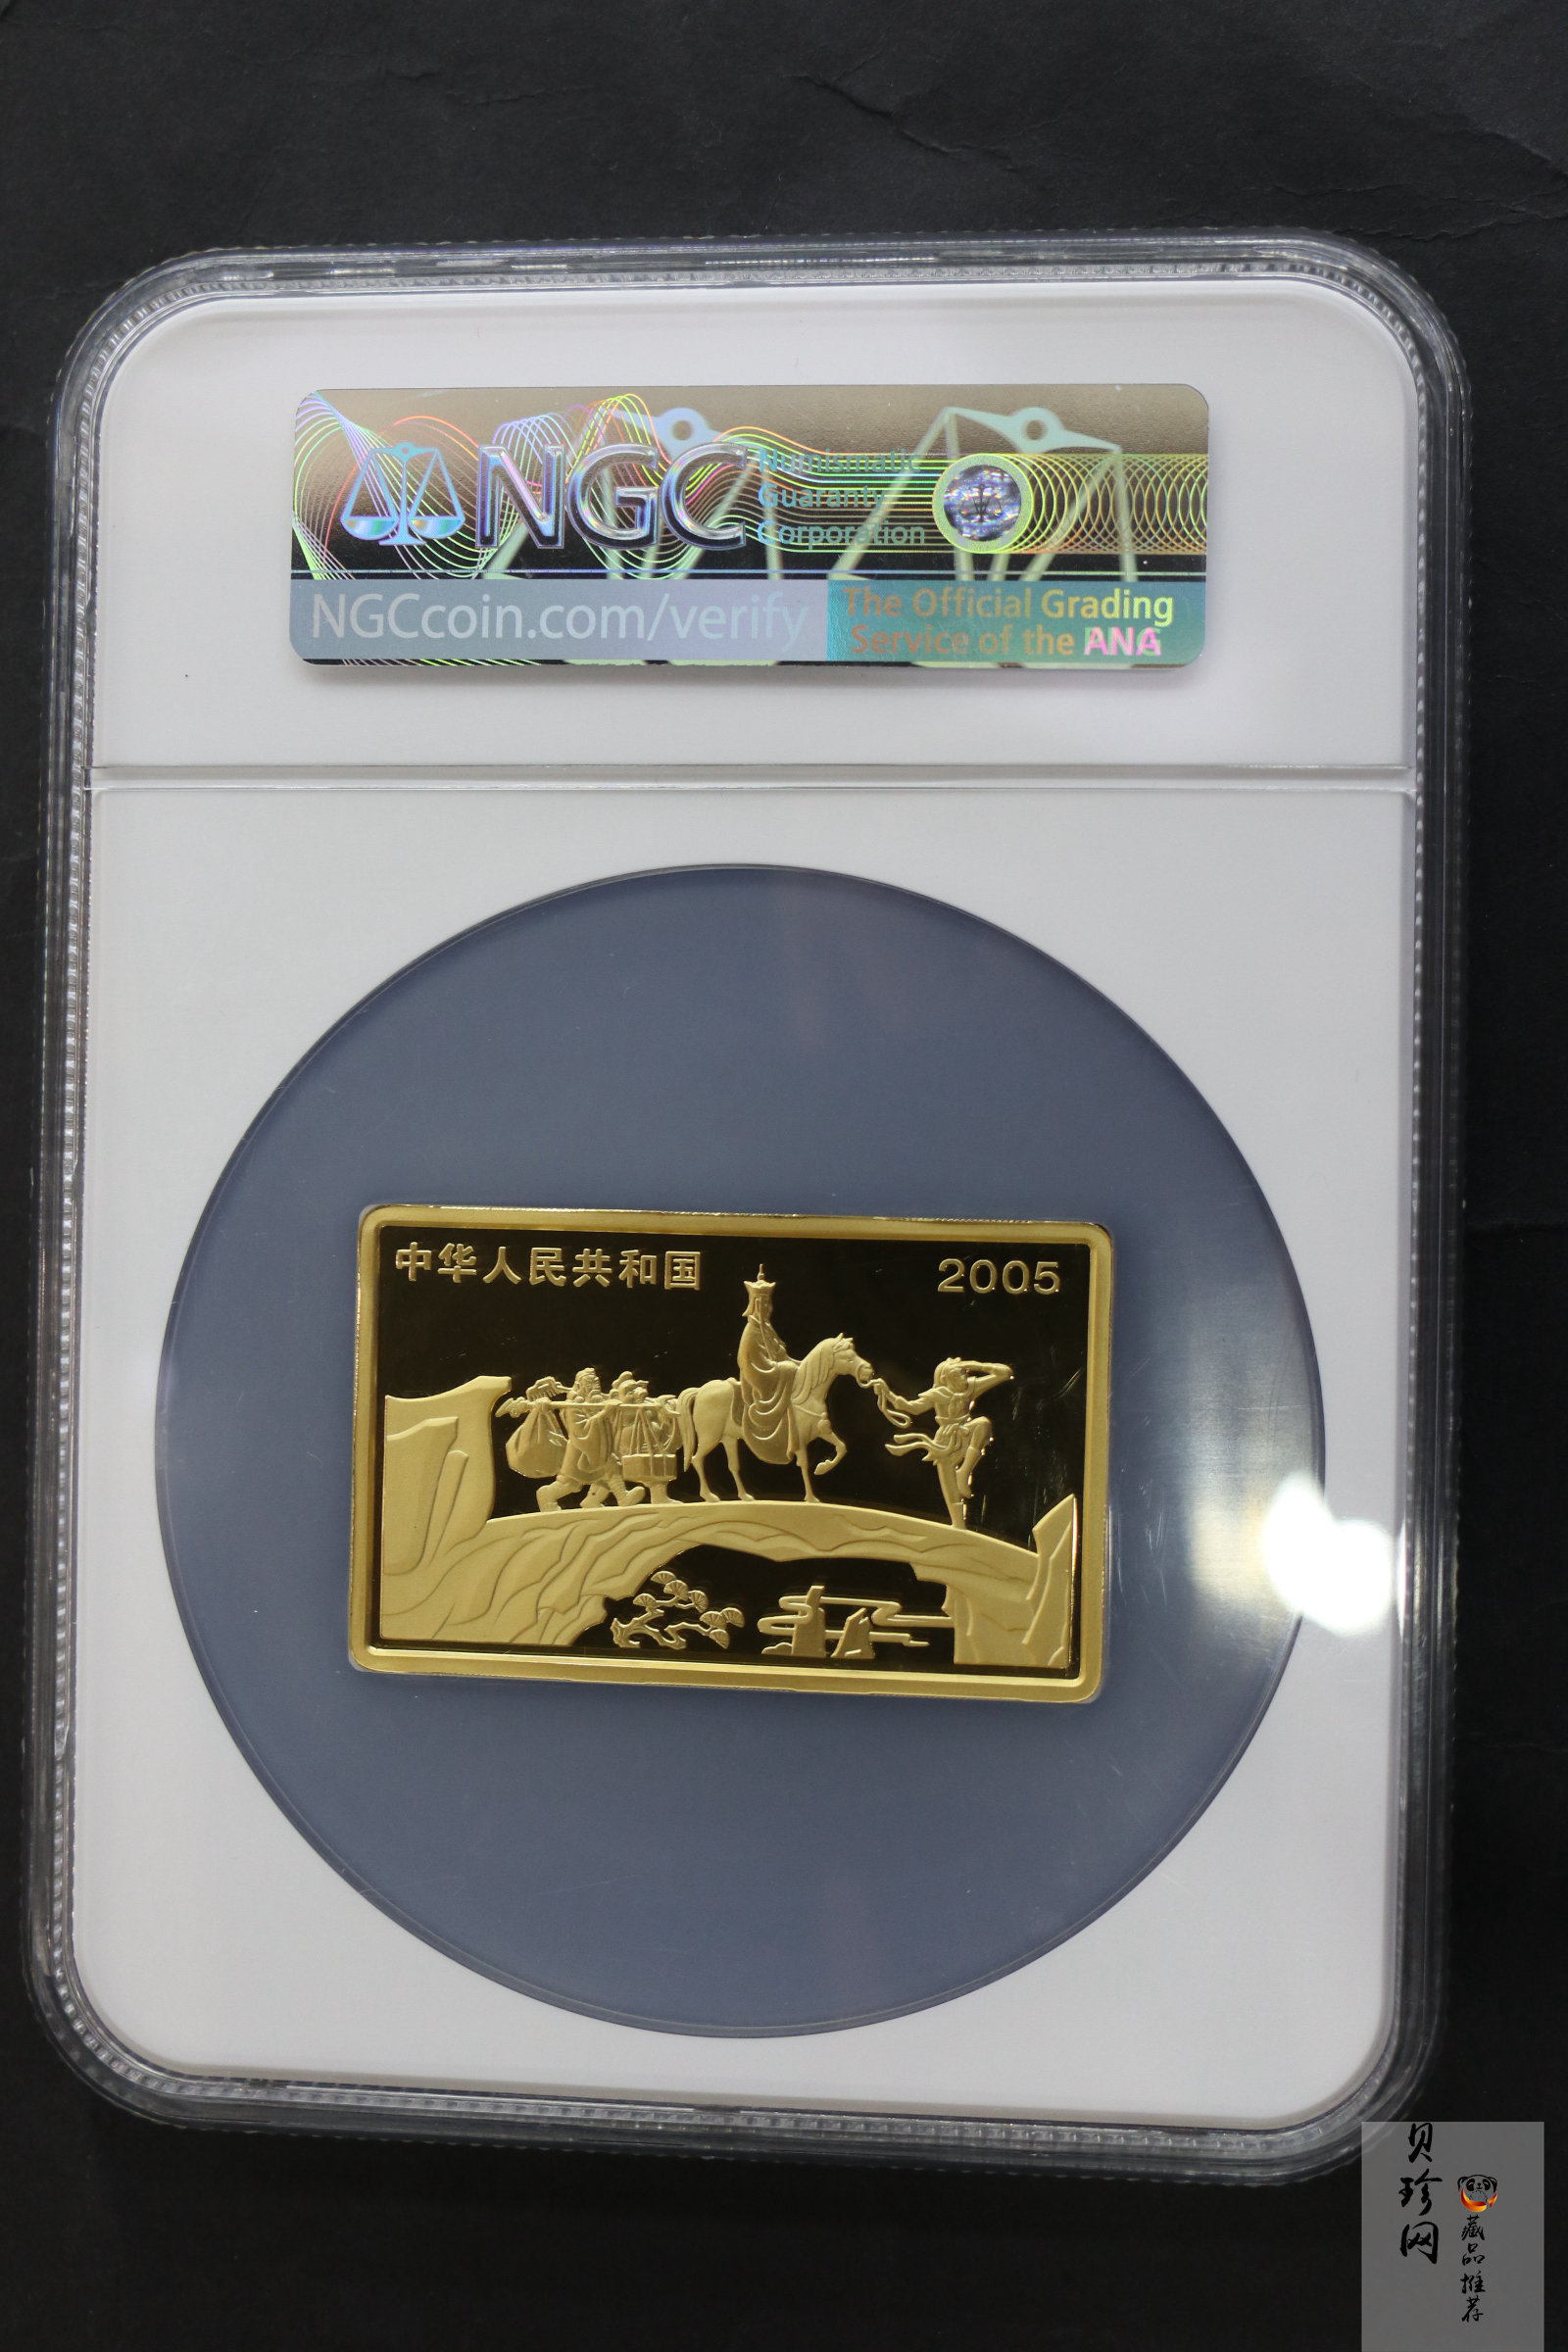 NGC
Numismatic
Guaranty
Corporation
NGCcoin.com/verify
The Official Grading
Service of the ANA
中华人民共和国
2005
贝珍网
藏品推荐